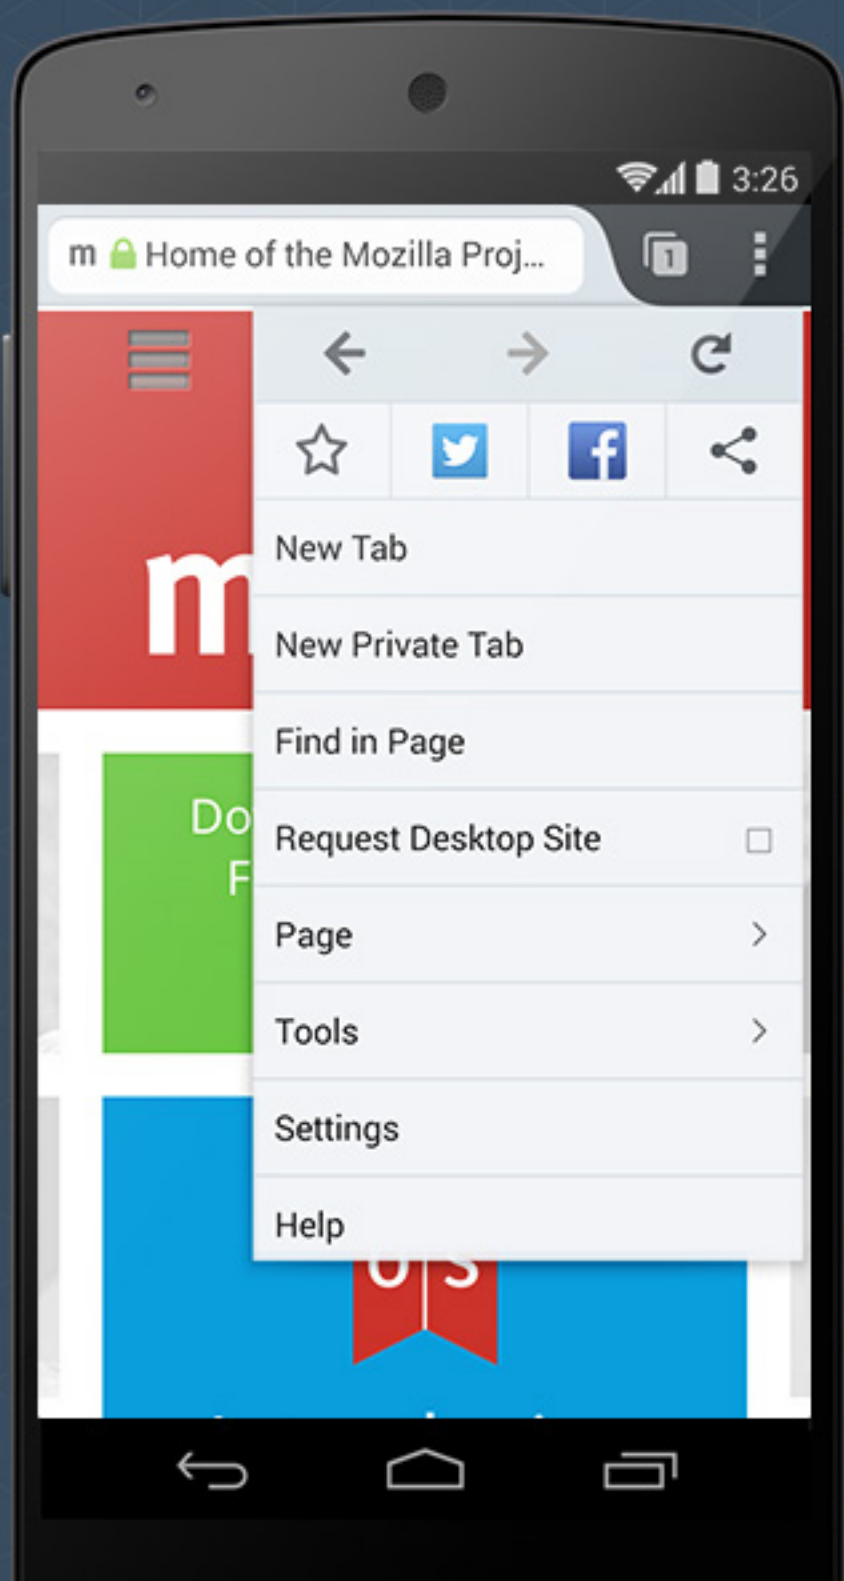 3:26
m Home of the Mozilla Proj...
1
m
New Tab
New Private Tab
Find in Page
Request Desktop Site
Page
Tools
Settings
Help